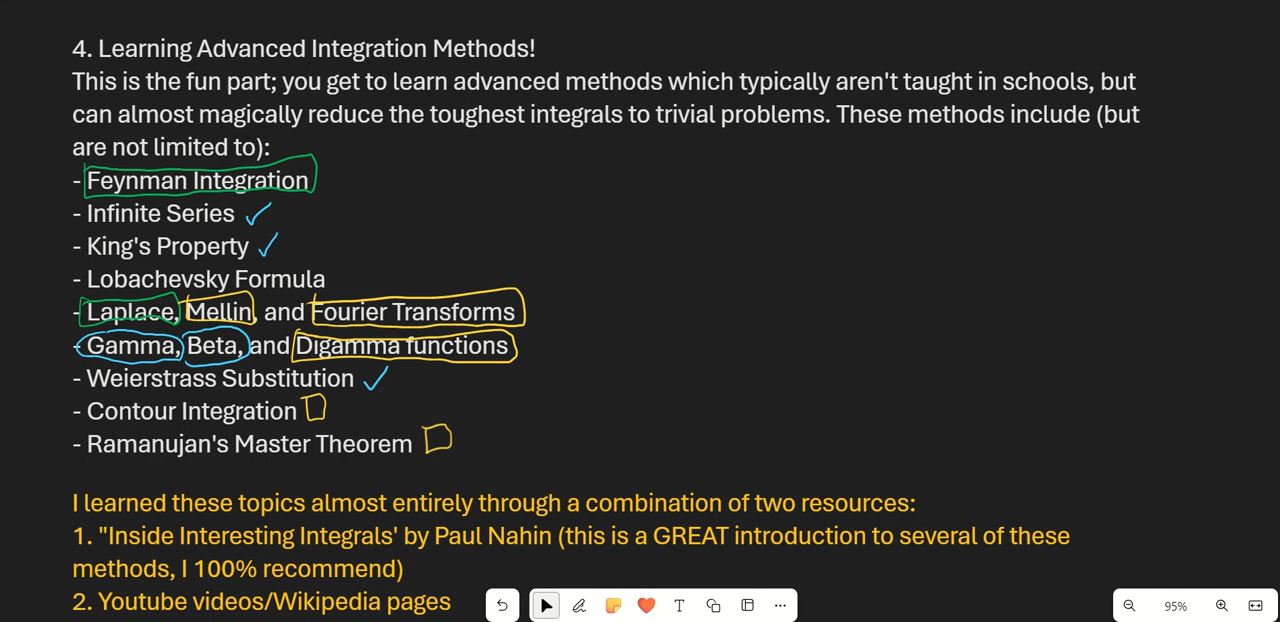 4. Learning Advanced Integration Methods!
This is the fun part; you get to learn advanced methods which typically aren't taught in schools, but
can almost magically reduce the toughest integrals to trivial problems. These methods include (but
are not limited to):
- Feynman Integration
- Infinite Series
- King's Property
- Lobachevsky Formula
- Laplace, Mellin, and Fourier Transforms
- Gamma, Beta, and Digamma functions
- Weierstrass Substitution
- Contour Integration
- Ramanujan's Master Theorem
I learned these topics almost entirely through a combination of two resources:
1. "Inside Interesting Integrals' by Paul Nahin (this is a GREAT introduction to several of these
methods, I 100% recommend)
2. Youtube videos/Wikipedia pages
95%